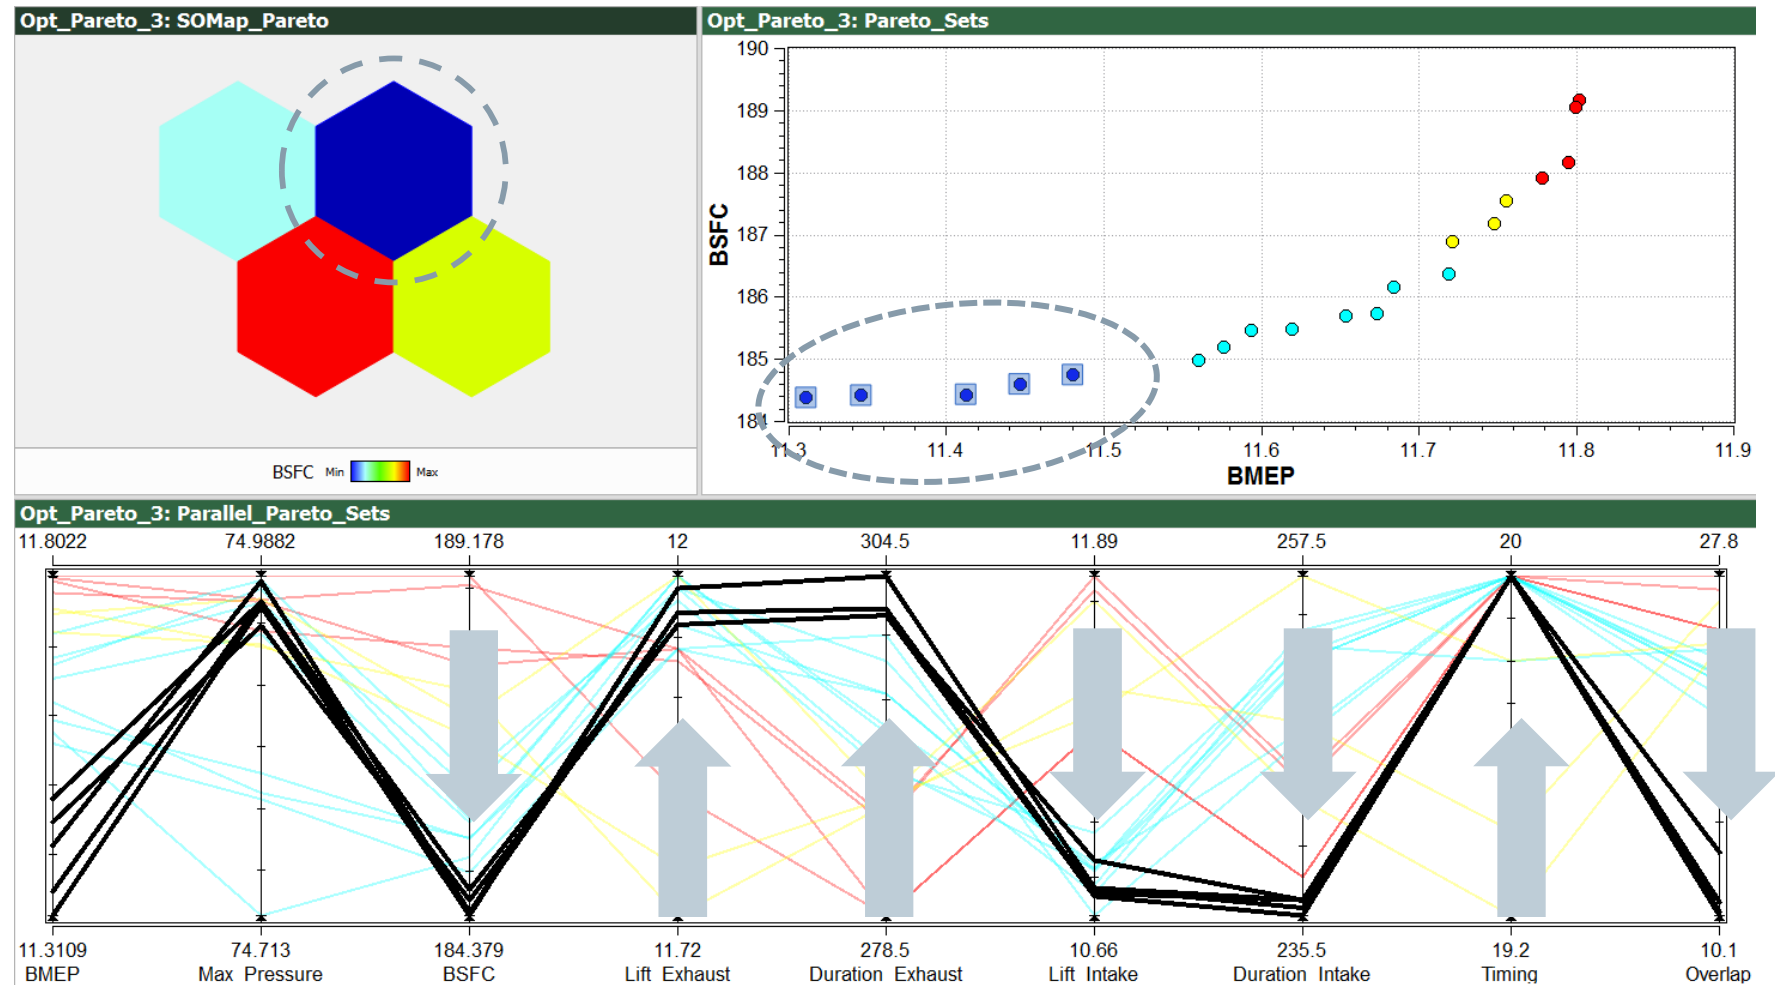 Opt_Pareto_3: SOMap_Pareto
BSFC Min Max
Opt_Pareto_3: Pareto_Sets
190
189
188
187
186
185
184
BSFC
11.3 11.4 11.5 11.6 11.7 11.8 11.9
BMEP
Opt_Pareto_3: Parallel_Pareto_Sets
11.8022 74.9882 189.178 12 304.5 11.89 257.5 20 27.8
11.3109 74.713 184.379 11.72 278.5 10.66 235.5 19.2 10.1
BMEP Max Pressure BSFC Lift Exhaust Duration Exhaust Lift Intake Duration Intake Timing Overlap